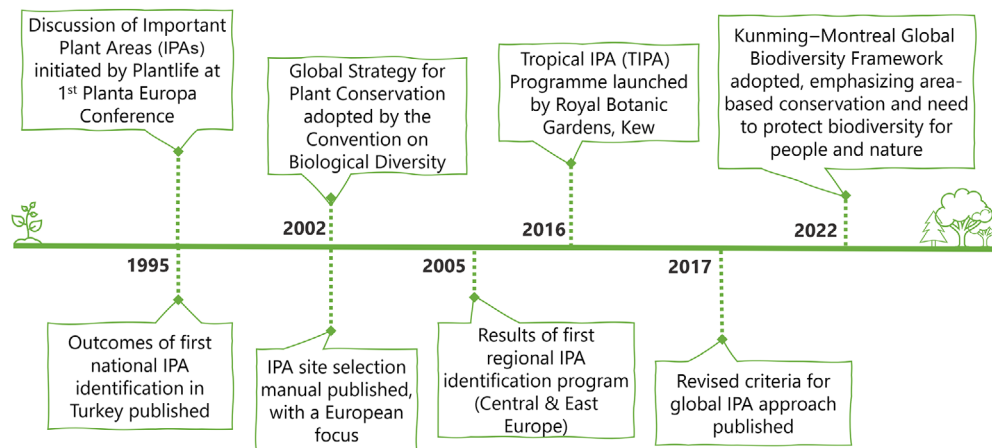 Discussion of Important
Plant Areas (IPAs)
initiated by Plantlife at
1st Planta Europa
Conference
Global Strategy for
Plant Conservation
adopted by the
Convention on
Biological Diversity
Tropical IPA (TIPA)
Programme launched
by Royal Botanic
Gardens, Kew
Kunming–Montreal Global
Biodiversity Framework
adopted, emphasizing area-
based conservation and need
to protect biodiversity for
people and nature
2002
2016
2022
1995
2005
2017
Outcomes of first
national IPA
identification in
Turkey published
IPA site selection
manual published,
with a European
focus
Results of first
regional IPA
identification program
(Central & East
Europe)
Revised criteria for
global IPA approach
published